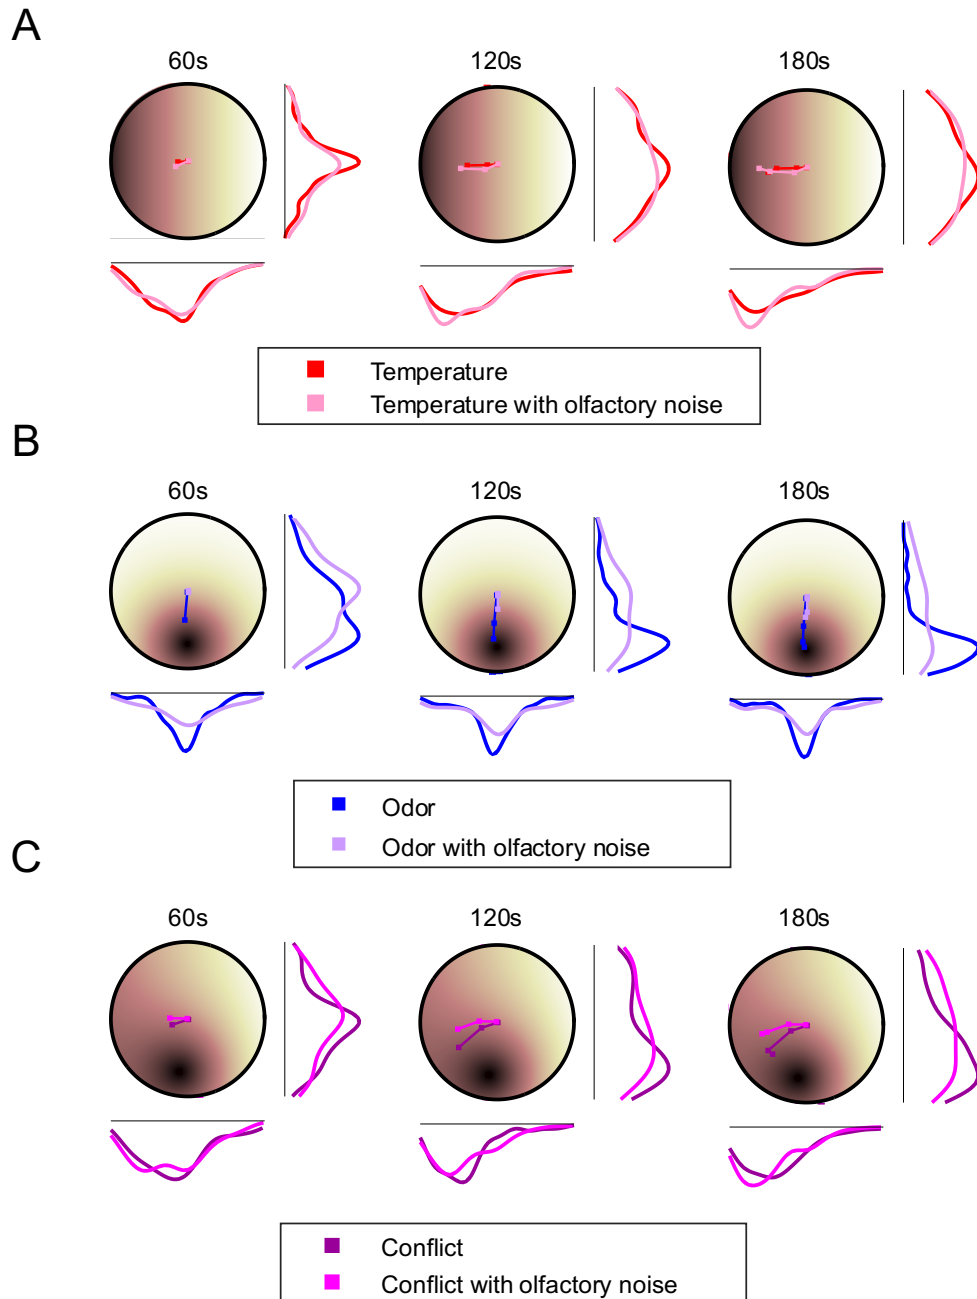 A
60s
120s
180s
Temperature
Temperature with olfactory noise
B
60s
120s
180s
Odor
Odor with olfactory noise
C
60s
120s
180s
Conflict
Conflict with olfactory noise